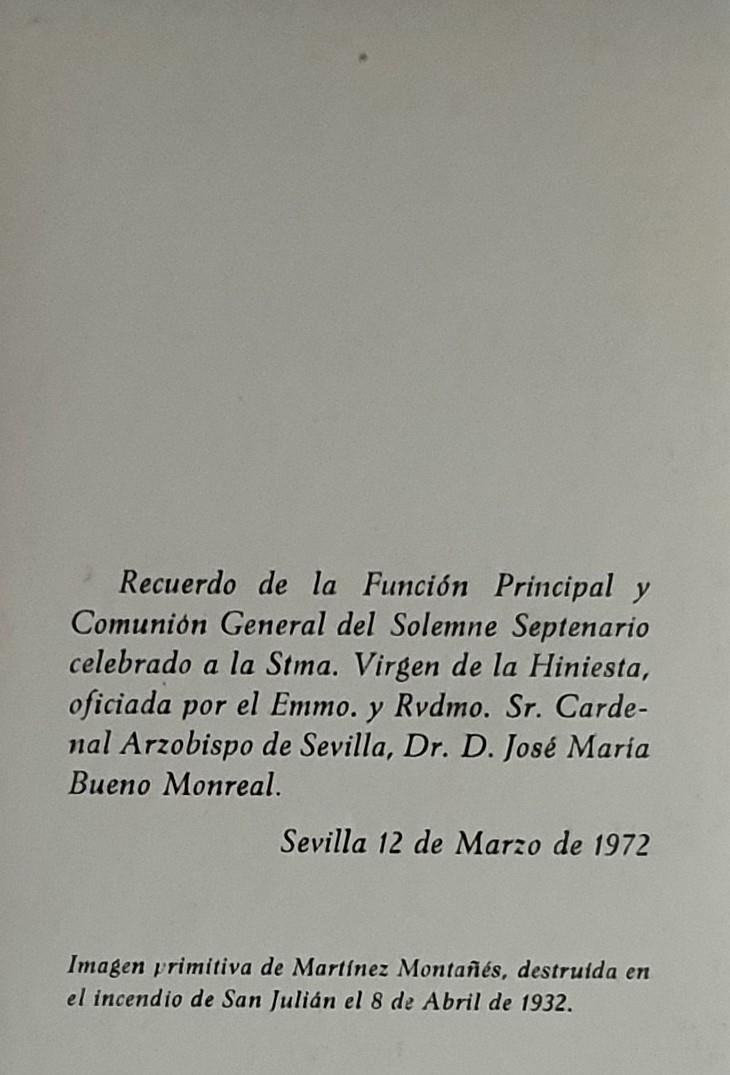 Recuerdo de la Función Principal y
Comunión General del Solemne Septenario
celebrado a la Stma. Virgen de la Hiniesta,
oficiada por el Emmo. y Rvdmo. Sr. Carde-
nal Arzobispo de Sevilla, Dr. D. José María
Bueno Monreal.
Sevilla 12 de Marzo de 1972
Imagen primitiva de Martínez Montañés, destruída en
el incendio de San Julián el 8 de Abril de 1932.